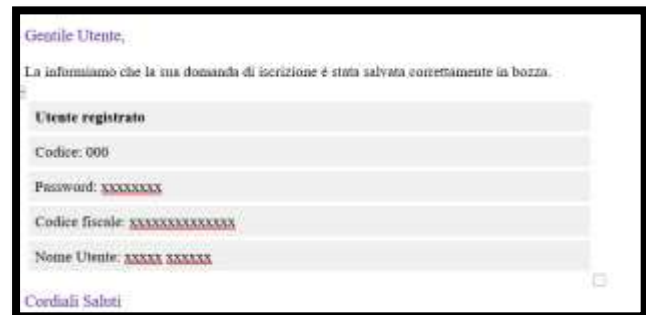 Gentile Utente,
La informiamo che la sua domanda di iscrizione è stata salvata correttamente in bozza.
Utente registrato
Codice: 000
Password: xxxxxxxx
Codice fiscale: xxxxxxxxxxxxxx
Nome Utente: xxxxx xxxxxx
Cordiali Saluti